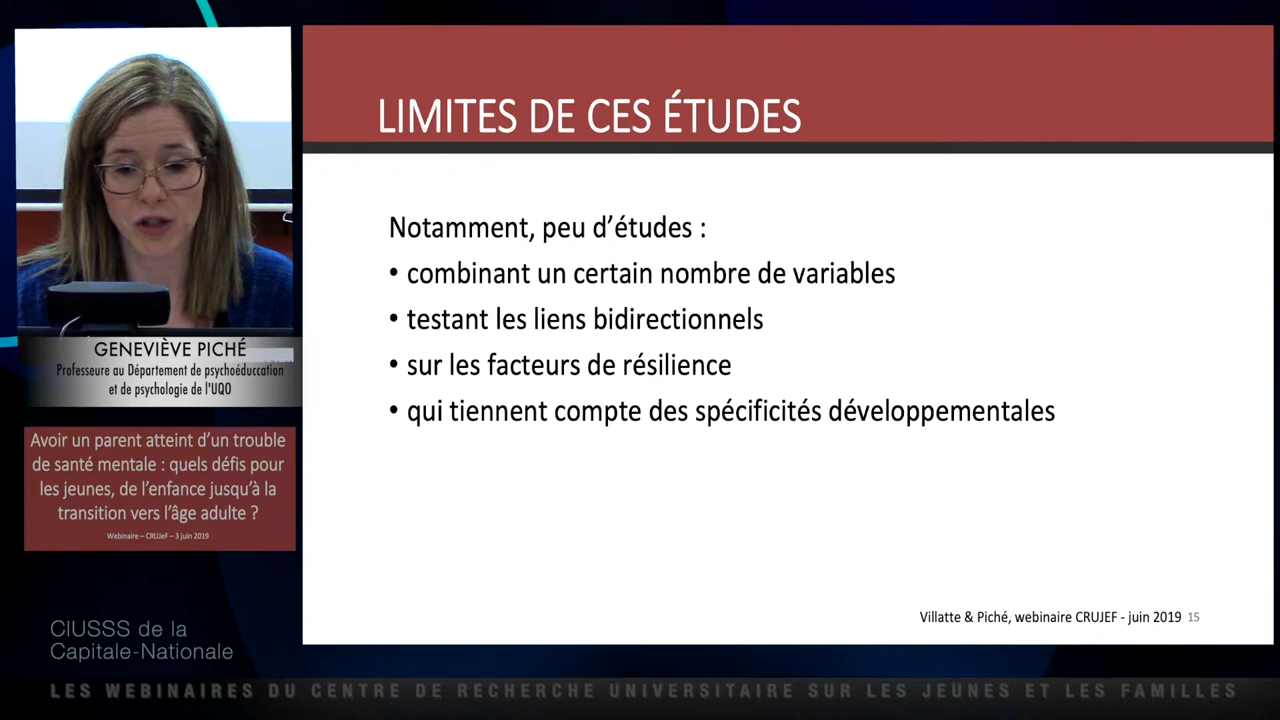 LIMITES DE CES ÉTUDES
Notamment, peu d'études :
• combinant un certain nombre de variables
• testant les liens bidirectionnels
• sur les facteurs de résilience
• qui tiennent compte des spécificités développementales
Villatte & Piché, webinaire CRUJEF - juin 2019 15
GENEVIÈVE PICHÉ
Professeure au Département de psychoéduccation
et de psychologie de l'UQO
Avoir un parent atteint d'un trouble
de santé mentale : quels défis pour
les jeunes, de l'enfance jusqu'à la
transition vers l'âge adulte ?
Webinaire – CRUJeF – 3 juin 2019
CIUSSS de la
Capitale-Nationale
LES WEBINAIRES DU CENTRE DE RECHERCHE UNIVERSITAIRE SUR LES JEUNES ET LES FAMILLES